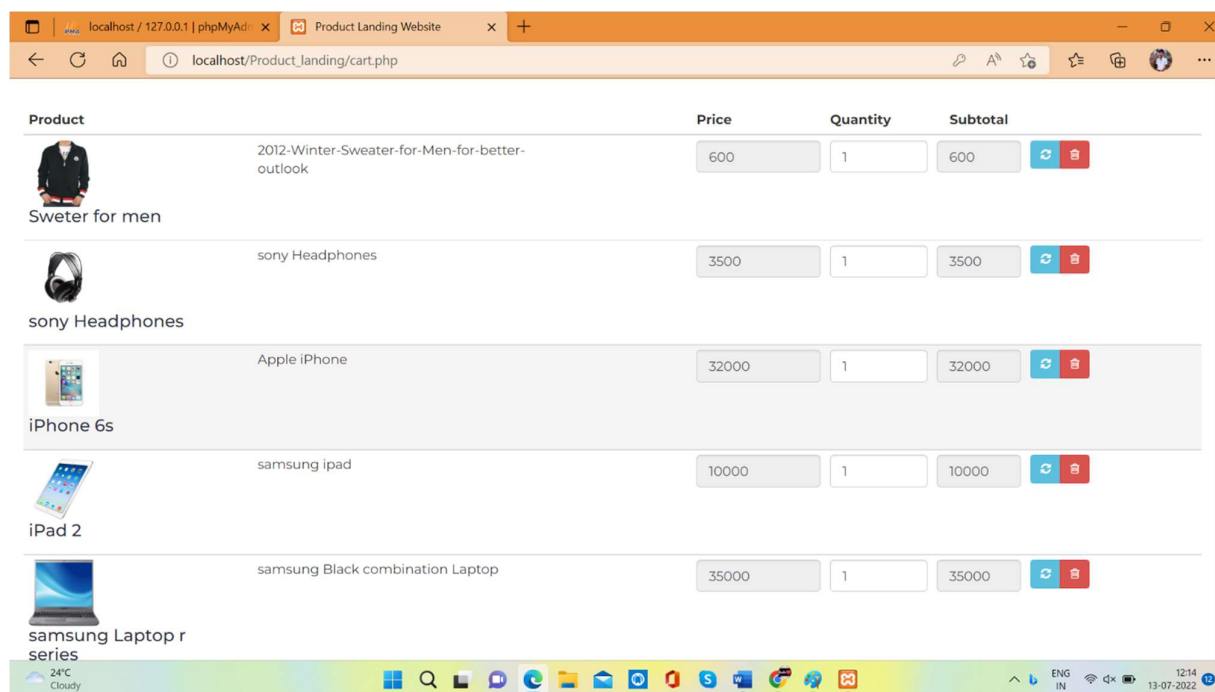 localhost / 127.0.0.1 | phpMyAdn
Product Landing Website
localhost/Product_landing/cart.php
Product Price Quantity Subtotal
2012-Winter-Sweater-for-Men-for-better-
outlook
600 1 600
Sweter for men
sony Headphones
3500 1 3500
sony Headphones
Apple iPhone
32000 1 32000
iPhone 6s
samsung ipad
10000 1 10000
iPad 2
samsung Black combination Laptop
35000 1 35000
samsung Laptop r
series
24°C
Cloudy
ENG
IN
12:14
13-07-2022
12